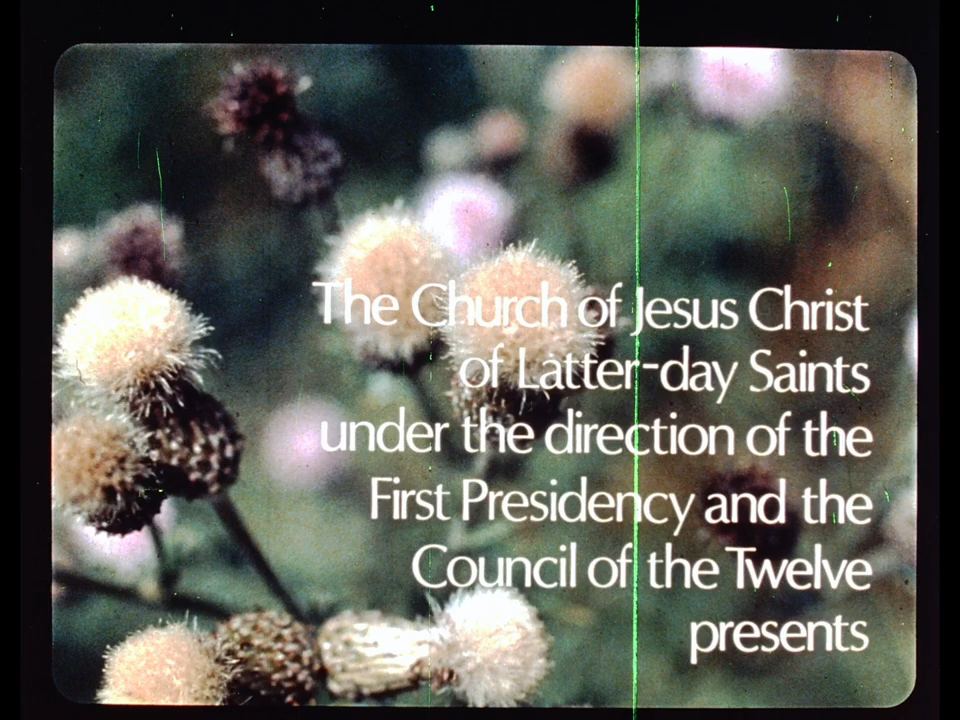 The Church of Jesus Christ
of Latter-day Saints
under the direction of the
First Presidency and the
Council of the Twelve
presents